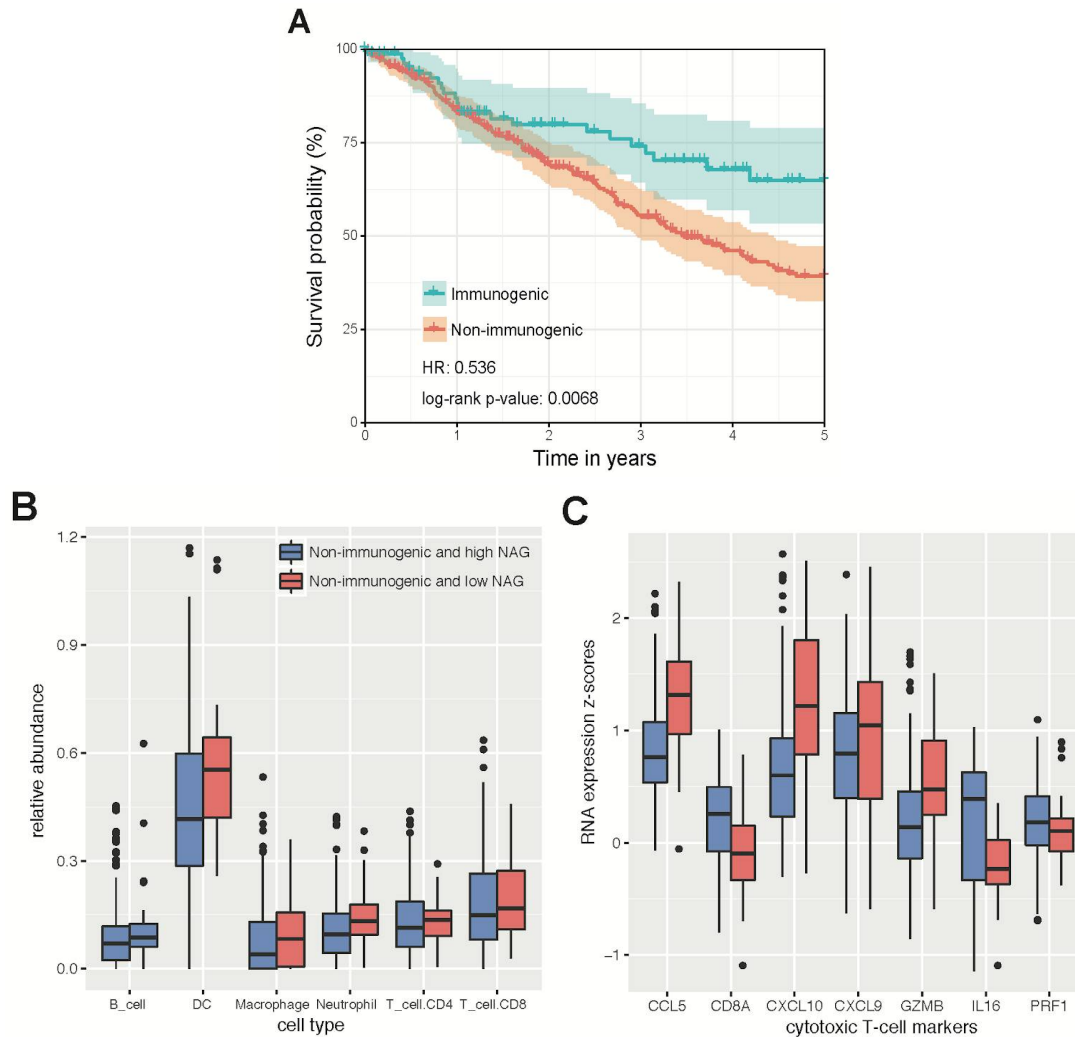 A
Survival probability (%)
100
75
50
25
0
Immunogenic
Non-immunogenic
HR: 0.536
log-rank p-value: 0.0068
0 1 2 3 4 5
Time in years
B
relative abundance
1.2
0.9
0.6
0.3
0.0
Non-immunogenic and high NAG
Non-immunogenic and low NAG
B_cell DC Macrophage Neutrophil T_cell.CD4 T_cell.CD8
cell type
C
RNA expression z-scores
2
1
0
−1
CCL5 CD8A CXCL10 CXCL9 GZMB IL16 PRF1
cytotoxic T-cell markers